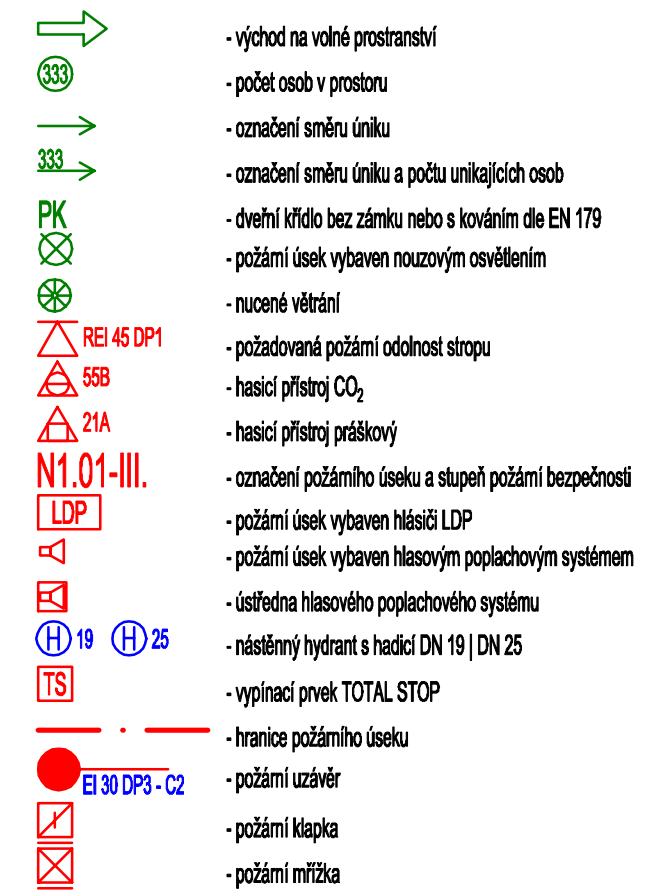 - východ na volné prostranství
333 - počet osob v prostoru
- označení směru úniku
333 - označení směru úniku a počtu unikajících osob
PK - dveřní křídlo bez zámku nebo s kováním dle EN 179
- požární úsek vybaven nouzovým osvětlením
- nucené větrání
REI 45 DP1 - požadovaná požární odolnost stropu
55B - hasicí přístroj CO₂
21A - hasicí přístroj práškový
N1.01-III. - označení požárního úseku a stupeň požární bezpečnosti
LDP - požární úsek vybaven hlásiči LDP
- požární úsek vybaven hlasovým poplachovým systémem
- ústředna hlasového poplachového systému
H 19 H 25 - nástěnný hydrant s hadicí DN 19 | DN 25
TS - vypínací prvek TOTAL STOP
- hranice požárního úseku
EI 30 DP3 - C2 - požární uzávěr
- požární klapka
- požární mřížka